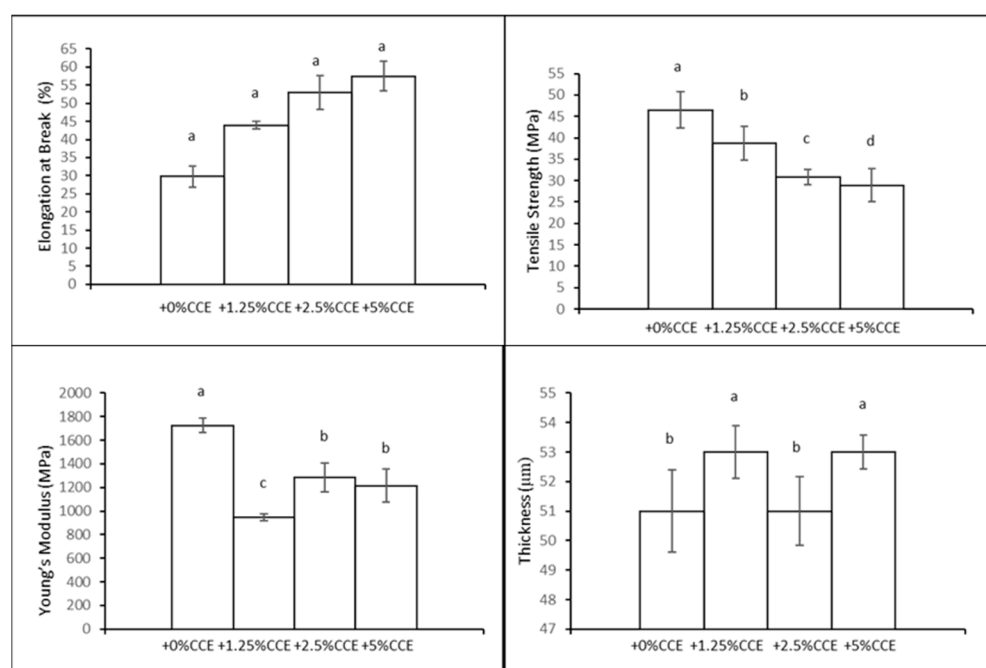 Elongation at Break (%)
65
60
55
50
45
40
35
30
25
20
15
10
5
0
a
a
a
a
+0%CCE +1.25%CCE +2.5%CCE +5%CCE
Tensile Strength (MPa)
55
50
45
40
35
30
25
20
15
10
5
0
a
b
c
d
+0%CCE +1.25%CCE +2.5%CCE +5%CCE
Young's Modulus (MPa)
2000
1800
1600
1400
1200
1000
800
600
400
200
0
a
c
b
b
+0%CCE +1.25%CCE +2.5%CCE +5%CCE
Thickness (μm)
55
54
53
52
51
50
49
48
47
b
a
b
a
+0%CCE +1.25%CCE +2.5%CCE +5%CCE